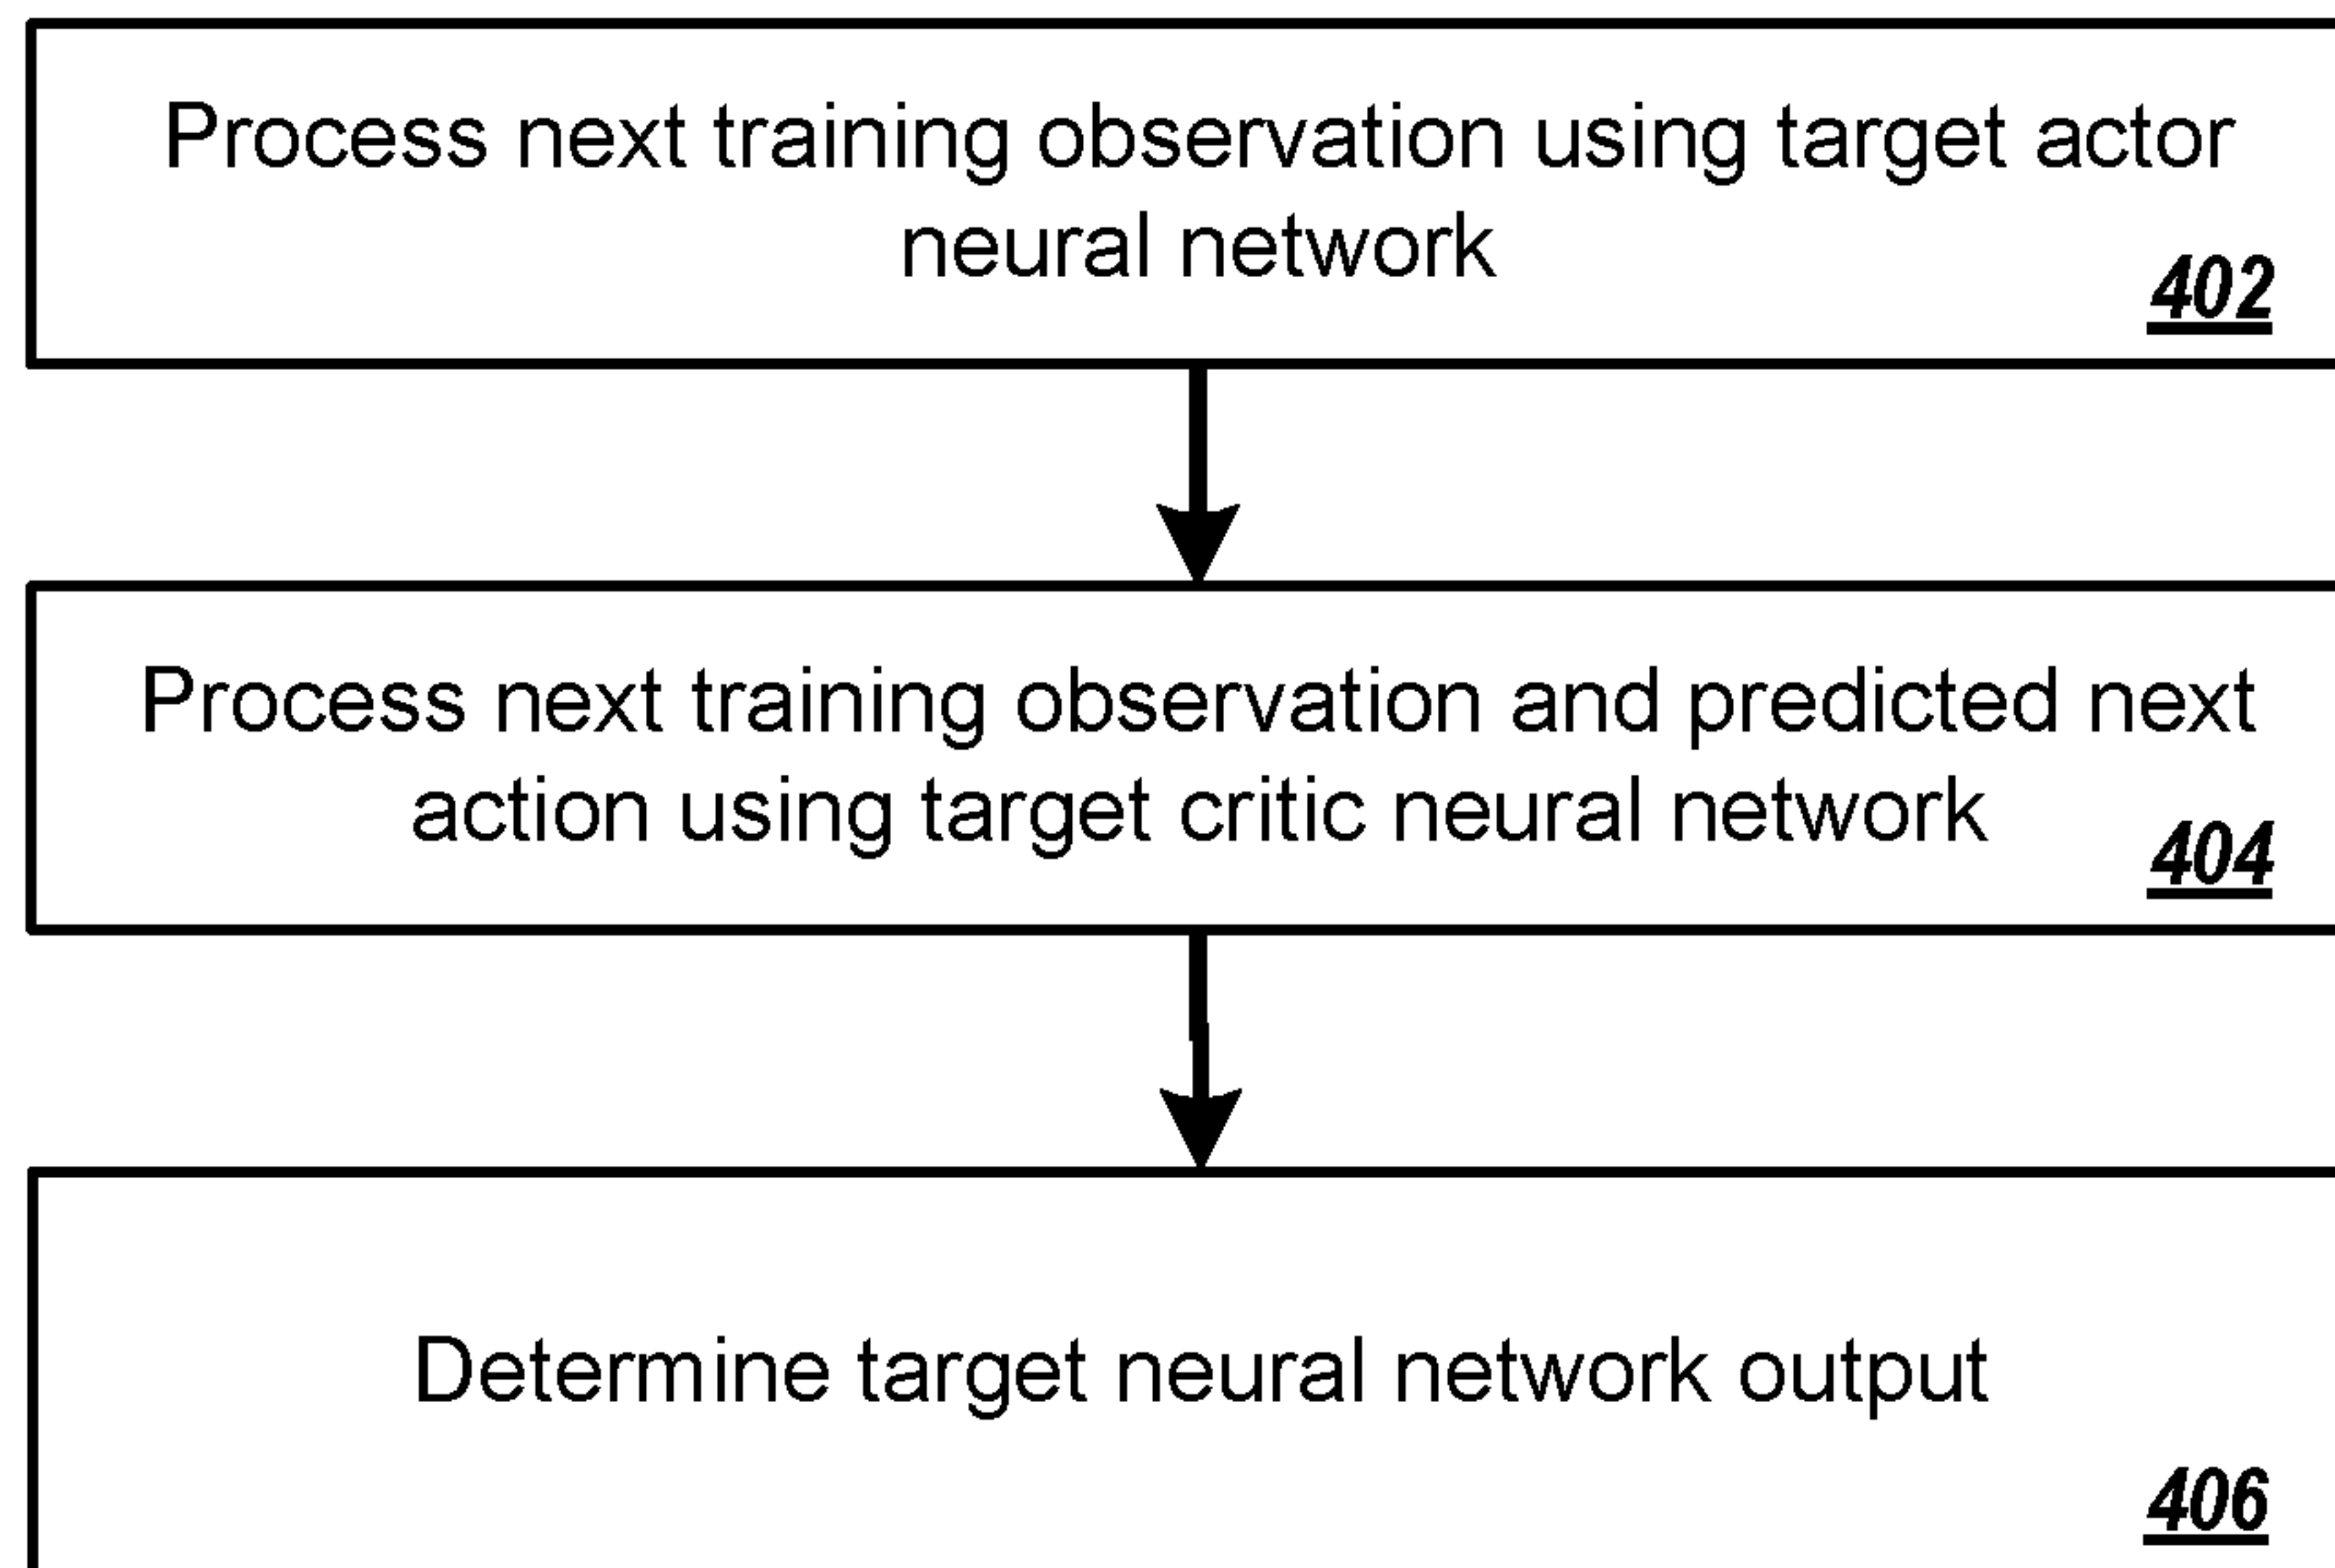 Process next training observation using target actor
neural network
402
Process next training observation and predicted next
action using target critic neural network
404
Determine target neural network output
406